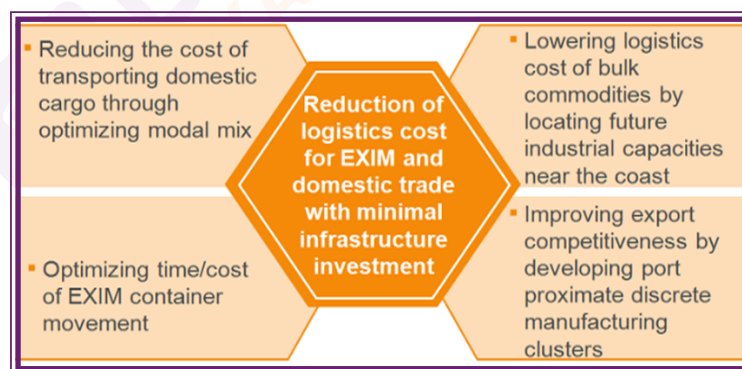 ▪ Reducing the cost of
transporting domestic
cargo through
optimizing modal mix
Reduction of
logistics cost
for EXIM and
domestic trade
with minimal
infrastructure
investment
▪ Lowering logistics
cost of bulk
commodities by
locating future
industrial capacities
near the coast
▪ Optimizing time/cost
of EXIM container
movement
▪ Improving export
competitiveness by
developing port
proximate discrete
manufacturing
clusters